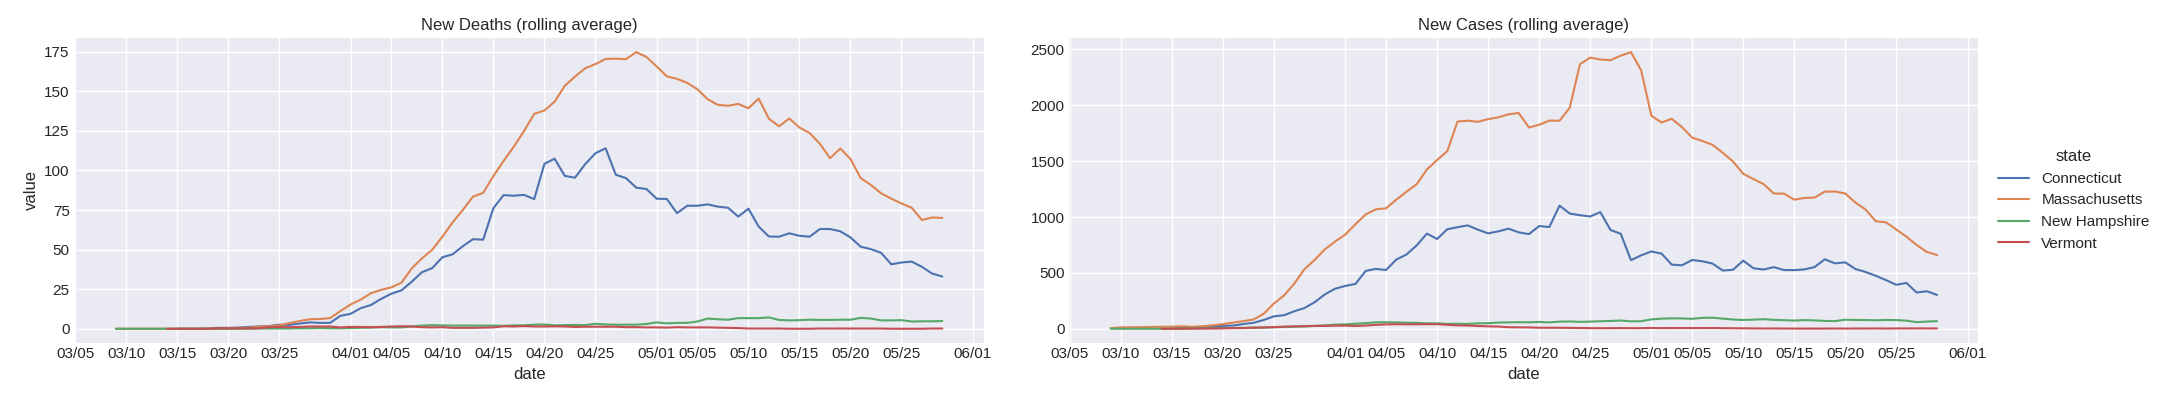 New Deaths (rolling average)
value
175
150
125
100
75
50
25
0
03/05 03/10 03/15 03/20 03/25 04/01 04/05 04/10 04/15 04/20 04/25 05/01 05/05 05/10 05/15 05/20 05/25 06/01
date
New Cases (rolling average)
2500
2000
1500
1000
500
0
03/05 03/10 03/15 03/20 03/25 04/01 04/05 04/10 04/15 04/20 04/25 05/01 05/05 05/10 05/15 05/20 05/25 06/01
date
state
Connecticut
Massachusetts
New Hampshire
Vermont